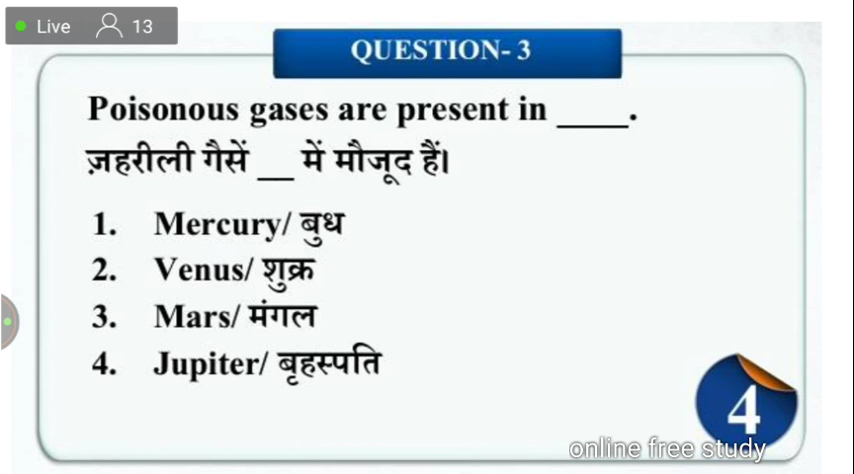 Live 13
QUESTION- 3
Poisonous gases are present in ____.
ज़हरीली गैसें __ में मौजूद हैं।
1. Mercury/ बुध
2. Venus/ शुक्र
3. Mars/ मंगल
4. Jupiter/ बृहस्पति
4
online free study